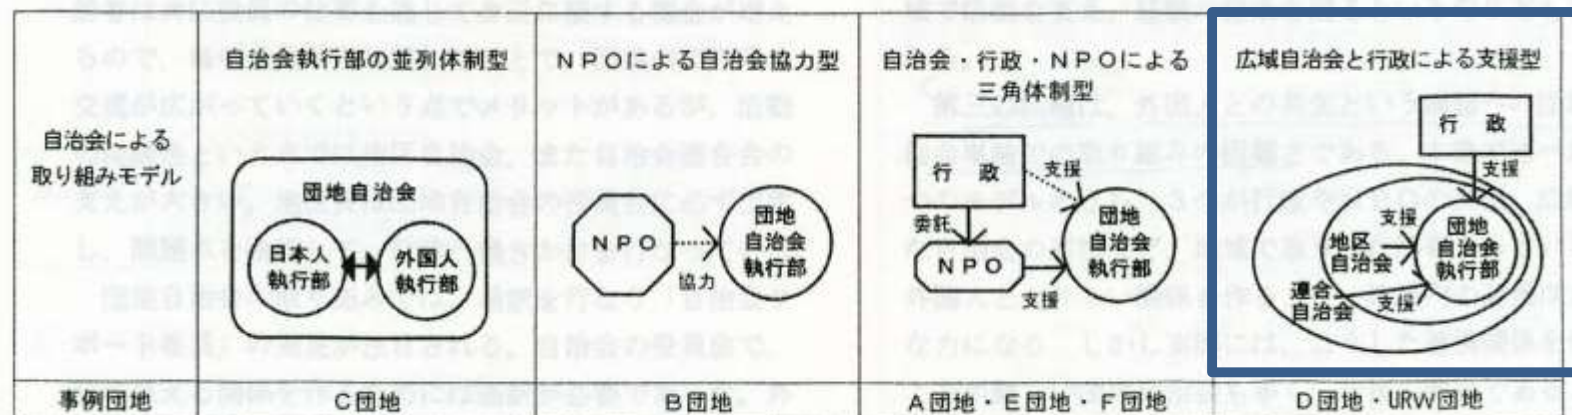 自治会による
取り組みモデル
自治会執行部の並列体制型
団地自治会
日本人
執行部
外国人
執行部
NPOによる自治会協力型
NPO
協力
団地
自治会
執行部
自治会・行政・NPOによる
三角体制型
行 政
支援
委託
NPO
支援
団地
自治会
執行部
広域自治会と行政による支援型
行 政
支援
支援
地区
自治会
団地
自治会
執行部
連合
自治会
支援
事例団地
C団地
B団地
A団地・E団地・F団地
D団地・URW団地